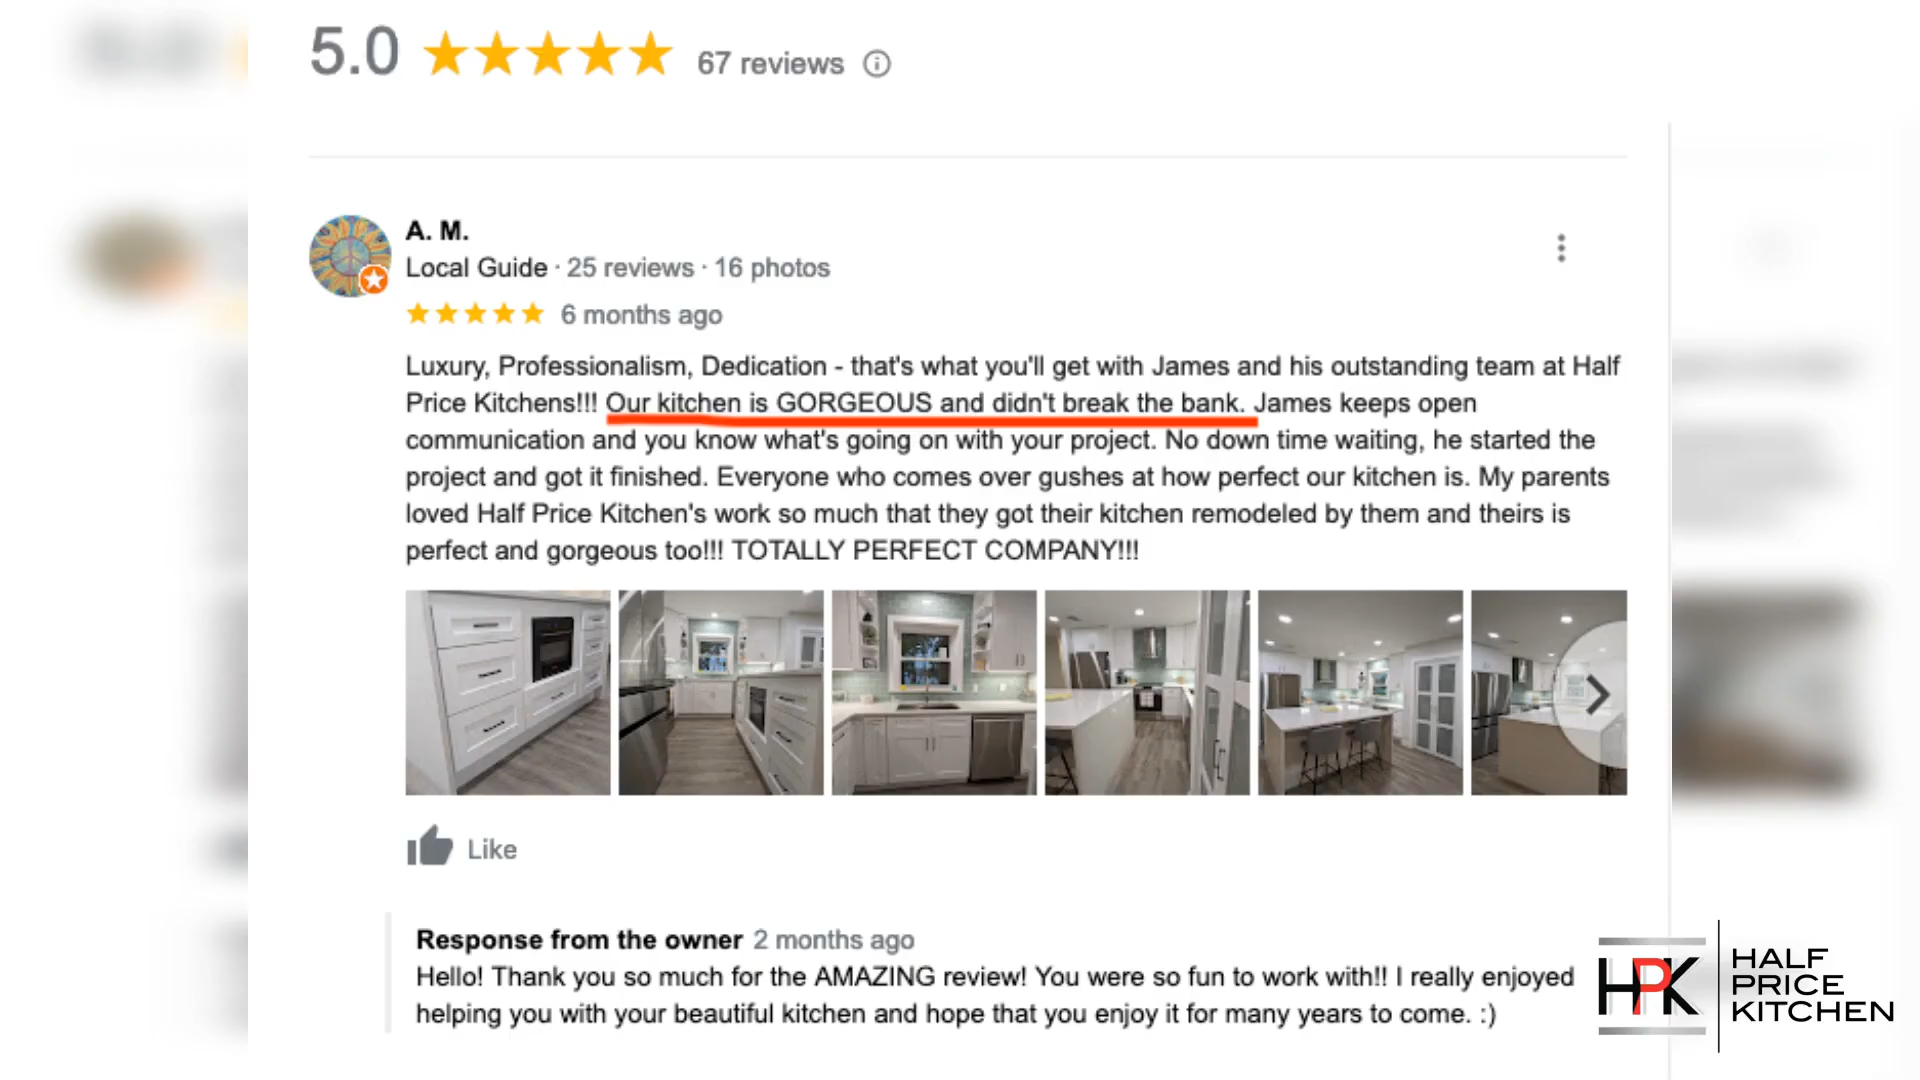 5.0 67 reviews
A. M.
Local Guide · 25 reviews · 16 photos
6 months ago
Luxury, Professionalism, Dedication - that's what you'll get with James and his outstanding team at Half
Price Kitchens!!! Our kitchen is GORGEOUS and didn't break the bank. James keeps open
communication and you know what's going on with your project. No down time waiting, he started the
project and got it finished. Everyone who comes over gushes at how perfect our kitchen is. My parents
loved Half Price Kitchen's work so much that they got their kitchen remodeled by them and theirs is
perfect and gorgeous too!!! TOTALLY PERFECT COMPANY!!!
Like
Response from the owner 2 months ago
Hello! Thank you so much for the AMAZING review! You were so fun to work with!! I really enjoyed
helping you with your beautiful kitchen and hope that you enjoy it for many years to come. :)
HPK
HALF
PRICE
KITCHEN